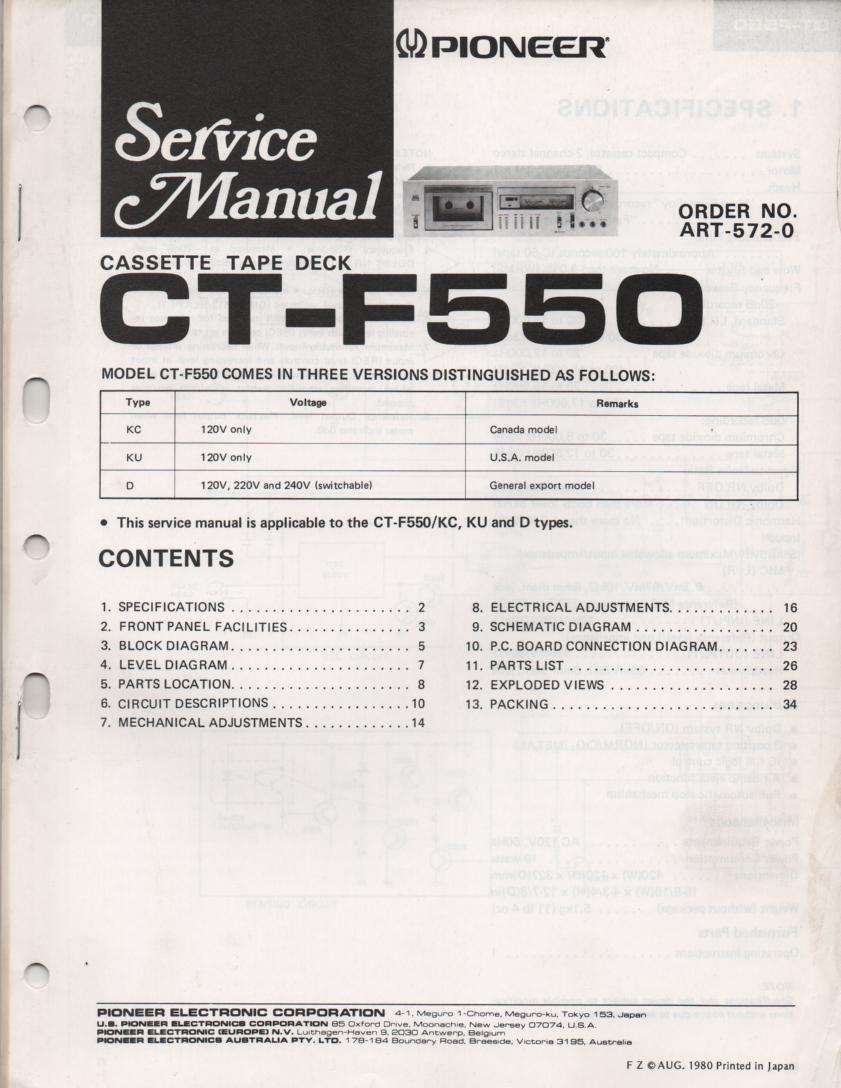 PIONEER®
Service
Manual
ORDER NO.
ART-572-0
CASSETTE TAPE DECK
CT-F550
MODEL CT-F550 COMES IN THREE VERSIONS DISTINGUISHED AS FOLLOWS:
Type Voltage Remarks
KC 120V only Canada model
KU 120V only U.S.A. model
D 120V, 220V and 240V (switchable) General export model
● This service manual is applicable to the CT-F550/KC, KU and D types.
CONTENTS
1. SPECIFICATIONS . . . . . . . . . . . . . . . . . . . . . . 2
2. FRONT PANEL FACILITIES. . . . . . . . . . . . . . . 3
3. BLOCK DIAGRAM. . . . . . . . . . . . . . . . . . . . . . 5
4. LEVEL DIAGRAM . . . . . . . . . . . . . . . . . . . . . . 7
5. PARTS LOCATION. . . . . . . . . . . . . . . . . . . . . . 8
6. CIRCUIT DESCRIPTIONS . . . . . . . . . . . . . . . . . 10
7. MECHANICAL ADJUSTMENTS . . . . . . . . . . . . . 14
8. ELECTRICAL ADJUSTMENTS. . . . . . . . . . . . . 16
9. SCHEMATIC DIAGRAM . . . . . . . . . . . . . . . . . 20
10. P.C. BOARD CONNECTION DIAGRAM. . . . . . . 23
11. PARTS LIST . . . . . . . . . . . . . . . . . . . . . . . . . 26
12. EXPLODED VIEWS . . . . . . . . . . . . . . . . . . . . 28
13. PACKING . . . . . . . . . . . . . . . . . . . . . . . . . . . 34
PIONEER ELECTRONIC CORPORATION 4-1, Meguro 1-Chome, Meguro-ku, Tokyo 153, Japan
U.S. PIONEER ELECTRONICS CORPORATION 85 Oxford Drive, Moonachie, New Jersey 07074, U.S.A.
PIONEER ELECTRONIC (EUROPE) N.V. Luithagen-Haven 9, 2030 Antwerp, Belgium
PIONEER ELECTRONICS AUSTRALIA PTY. LTD. 178-184 Boundary Road, Braeside, Victoria 3195, Australia
F Z © AUG. 1980 Printed in Japan